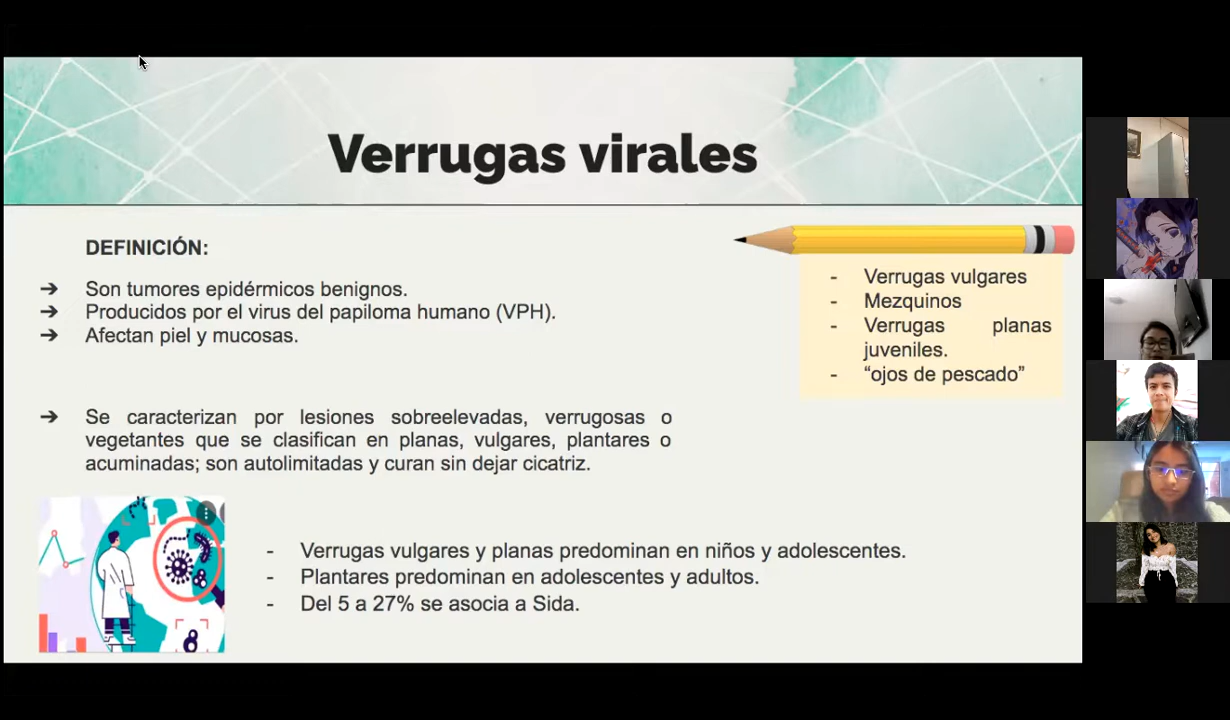 Verrugas virales
DEFINICIÓN:
➔ Son tumores epidérmicos benignos.
➔ Producidos por el virus del papiloma humano (VPH).
➔ Afectan piel y mucosas.
➔ Se caracterizan por lesiones sobreelevadas, verrugosas o
vegetantes que se clasifican en planas, vulgares, plantares o
acuminadas; son autolimitadas y curan sin dejar cicatriz.
- Verrugas vulgares
- Mezquinos
- Verrugas planas
juveniles.
- “ojos de pescado”
- Verrugas vulgares y planas predominan en niños y adolescentes.
- Plantares predominan en adolescentes y adultos.
- Del 5 a 27% se asocia a Sida.